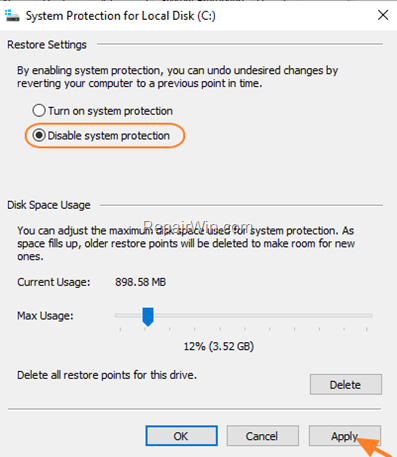 System Protection for Local Disk (C:)
Restore Settings
By enabling system protection, you can undo undesired changes by
reverting your computer to a previous point in time.
Turn on system protection
Disable system protection
Disk Space Usage
RepairWin.com
You can adjust the maximum disk space used for system protection. As
space fills up, older restore points will be deleted to make room for new
ones.
Current Usage: 898.58 MB
Max Usage:
12% (3.52 GB)
Delete all restore points for this drive.
Delete
OK Cancel Apply